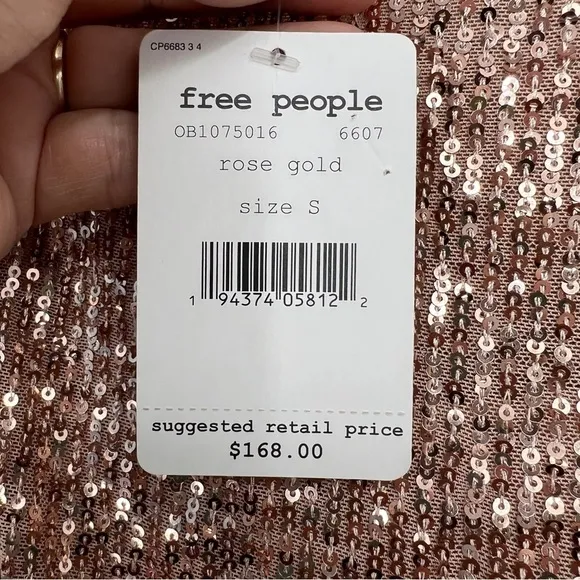 CP6683 3 4
free people
OB1075016 6607
rose gold
size S
1 94374 05812 2
suggested retail price
$168.00